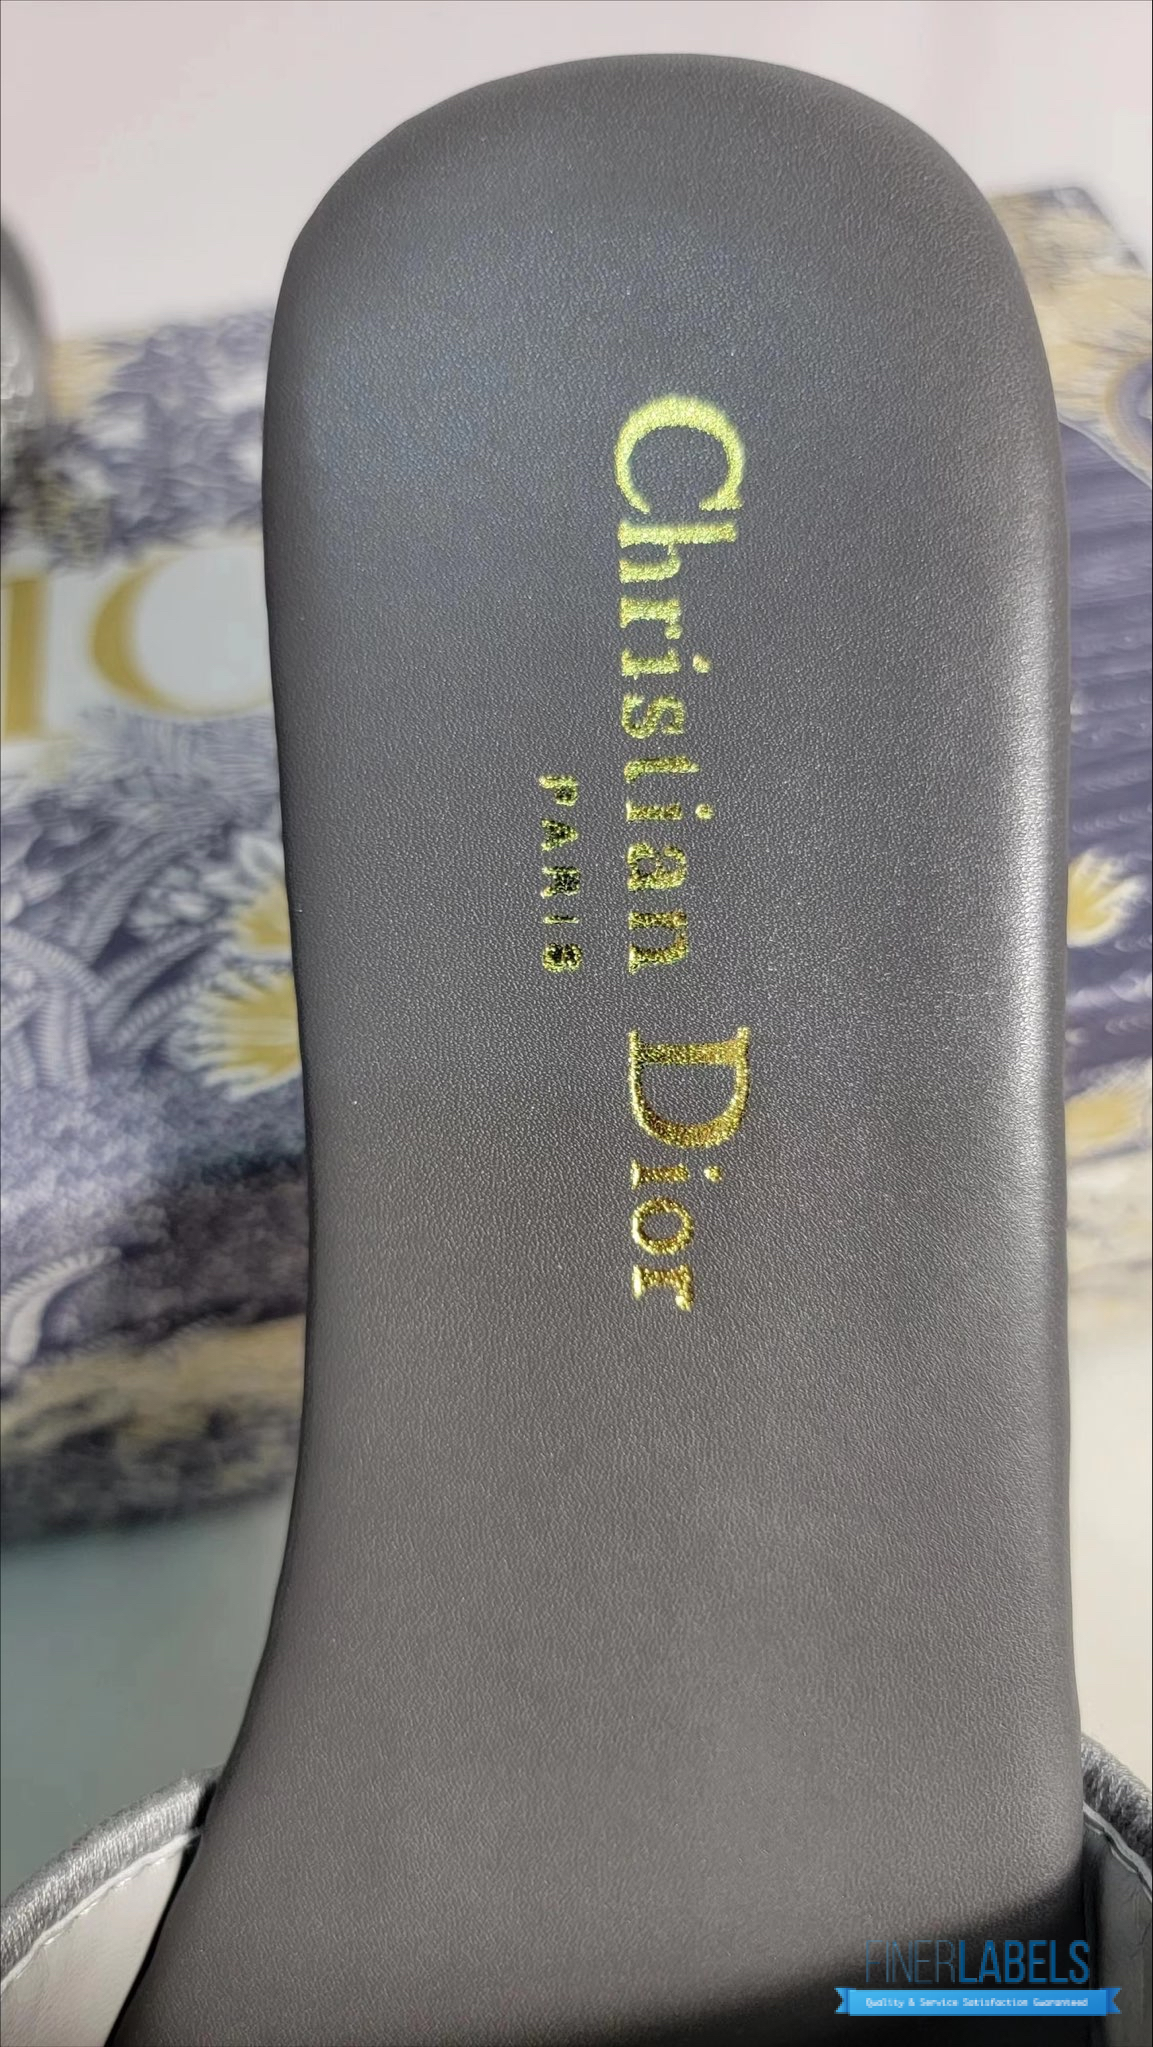 Christian Dior
PARIS
FINERLABELS
Quality & Service Satisfaction Guaranteed